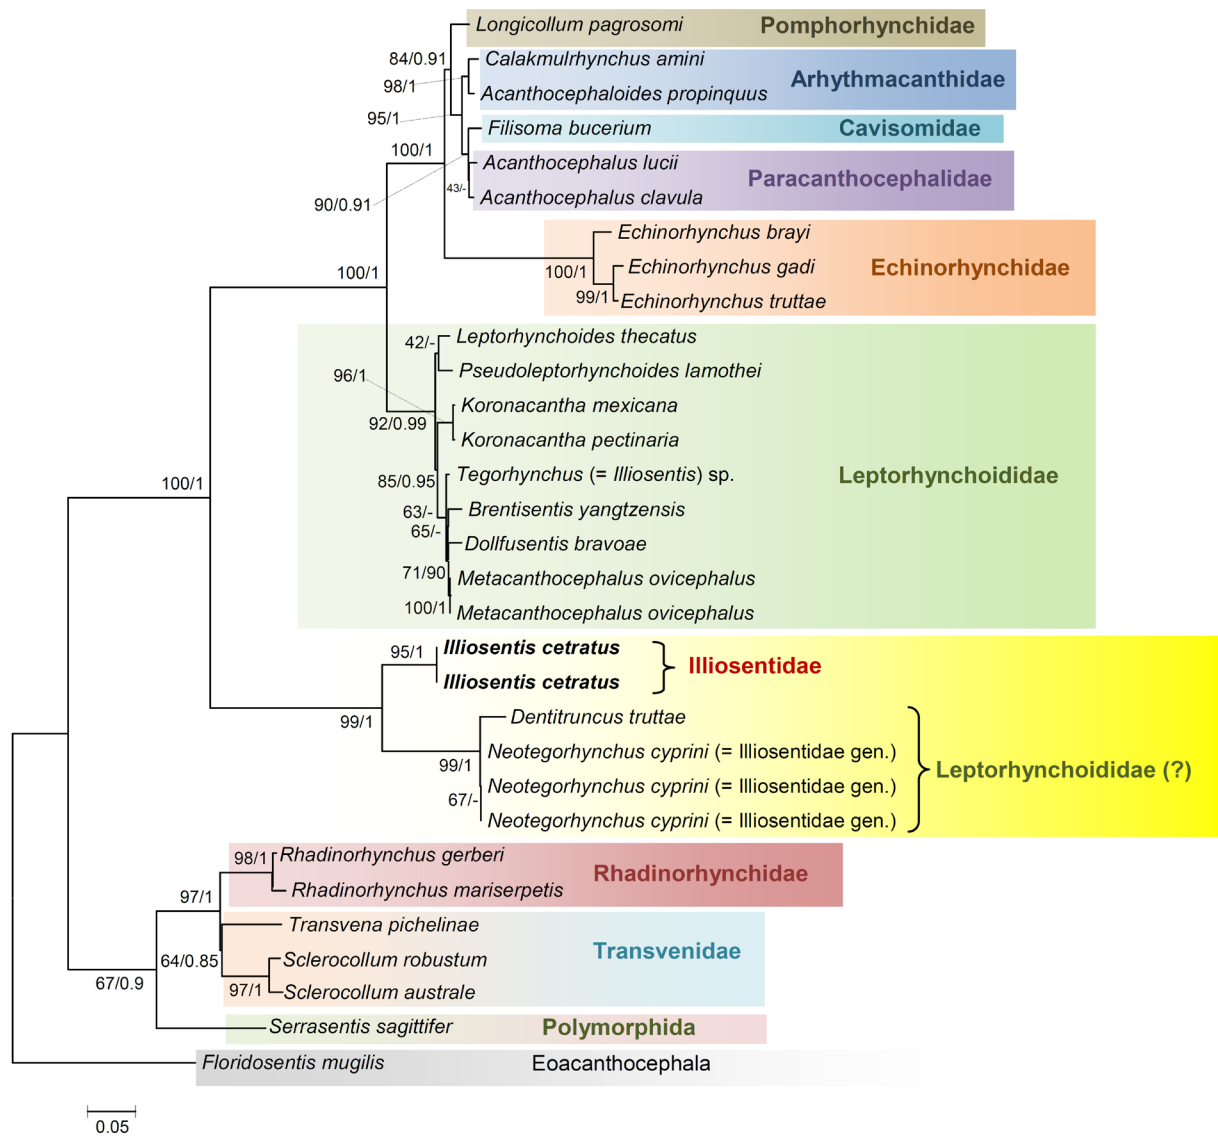 Longicollum pagrosomi Pomphorhynchidae
84/0.91
Calakmulrhynchus amini
98/1
Arhythmacanthidae
Acanthocephaloides propinquus
95/1
Filisoma bucerium Cavisomidae
100/1
Acanthocephalus lucii
Paracanthocephalidae
43/-
Acanthocephalus clavula
90/0.91
Echinorhynchus brayi
100/1
Echinorhynchus gadi
Echinorhynchidae
100/1
99/1
Echinorhynchus truttae
Leptorhynchoides thecatus
42/-
Pseudoleptorhynchoides lamothei
96/1
Koronacantha mexicana
92/0.99
Koronacantha pectinaria
Tegorhynchus (= Illiosentis) sp.
Leptorhynchoididae
85/0.95
100/1
Brentisentis yangtzensis
63/-
65/-
Dollfusentis bravoae
71/90
Metacanthocephalus ovicephalus
100/1
Metacanthocephalus ovicephalus
Illiosentis cetratus
95/1
Illiosentidae
Illiosentis cetratus
Dentitruncus truttae
99/1
Neotegorhynchus cyprini (= Illiosentidae gen.)
99/1
Leptorhynchoididae (?)
Neotegorhynchus cyprini (= Illiosentidae gen.)
67/-
Neotegorhynchus cyprini (= Illiosentidae gen.)
Rhadinorhynchus gerberi
98/1
Rhadinorhynchidae
Rhadinorhynchus mariserpetis
97/1
Transvena pichelinae
Transvenidae
64/0.85
Sclerocollum robustum
67/0.9
97/1
Sclerocollum australe
Serrasentis sagittifer Polymorphida
Floridosentis mugilis Eoacanthocephala
0.05